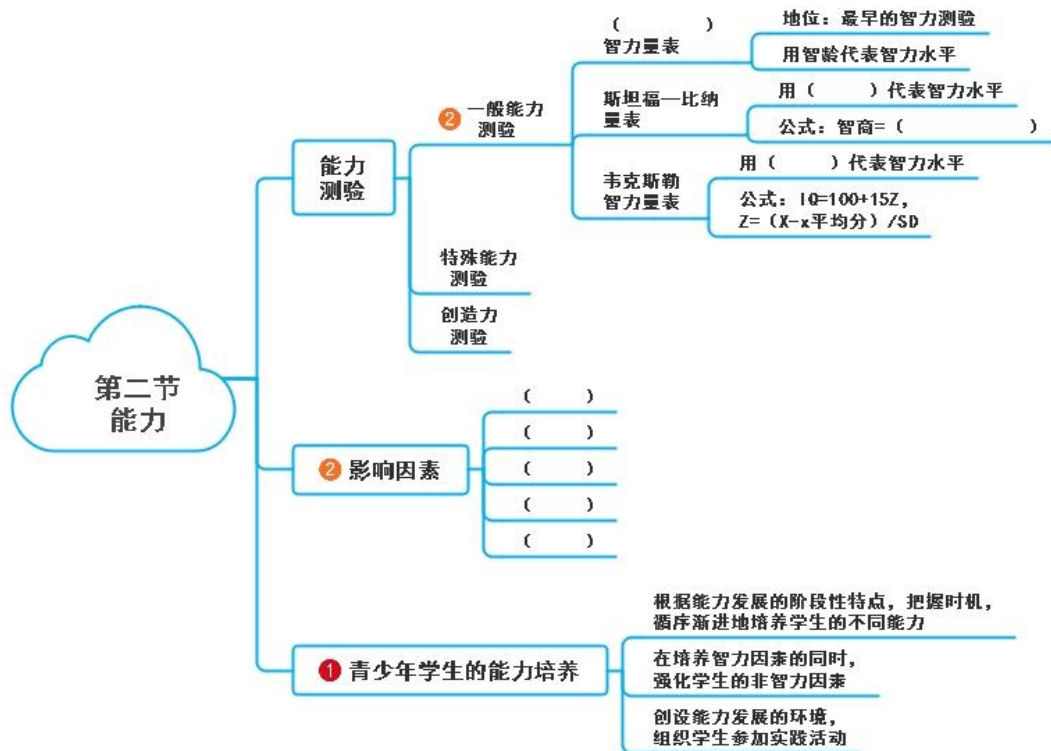 第二节
能力
能力
测验
② 一般能力
测验
（          ）
智力量表
地位：最早的智力测验
用智龄代表智力水平
斯坦福—比纳
量表
用（      ）代表智力水平
公式：智商=（               ）
韦克斯勒
智力量表
用（      ）代表智力水平
公式：IQ=100+15Z，
Z=（X-x平均分）/SD
特殊能力
测验
创造力
测验
② 影响因素
（      ）
（      ）
（      ）
（      ）
（      ）
① 青少年学生的能力培养
根据能力发展的阶段性特点，把握时机，
循序渐进地培养学生的不同能力
在培养智力因素的同时，
强化学生的非智力因素
创设能力发展的环境，
组织学生参加实践活动